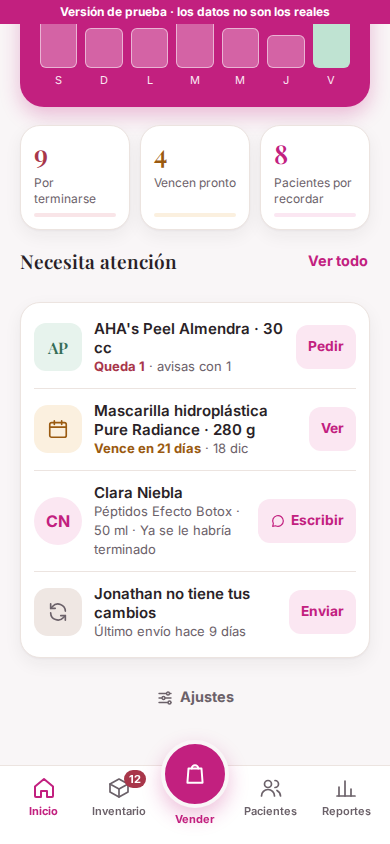 Versión de prueba · los datos no son los reales
S D L M M J V
9 4 8
Por terminarse
Vencen pronto
Pacientes por recordar
Necesita atención
Ver todo
AP
AHA's Peel Almendra · 30 cc
Queda 1 · avisas con 1
Pedir
Mascarilla hidroplástica
Pure Radiance · 280 g
Vence en 21 días · 18 dic
Ver
CN
Clara Niebla
Péptidos Efecto Botox ·
50 ml · Ya se le habría
terminado
Escribir
Jonathan no tiene tus
cambios
Último envío hace 9 días
Enviar
Ajustes
Inicio
12
Inventario
Vender
Pacientes
Reportes